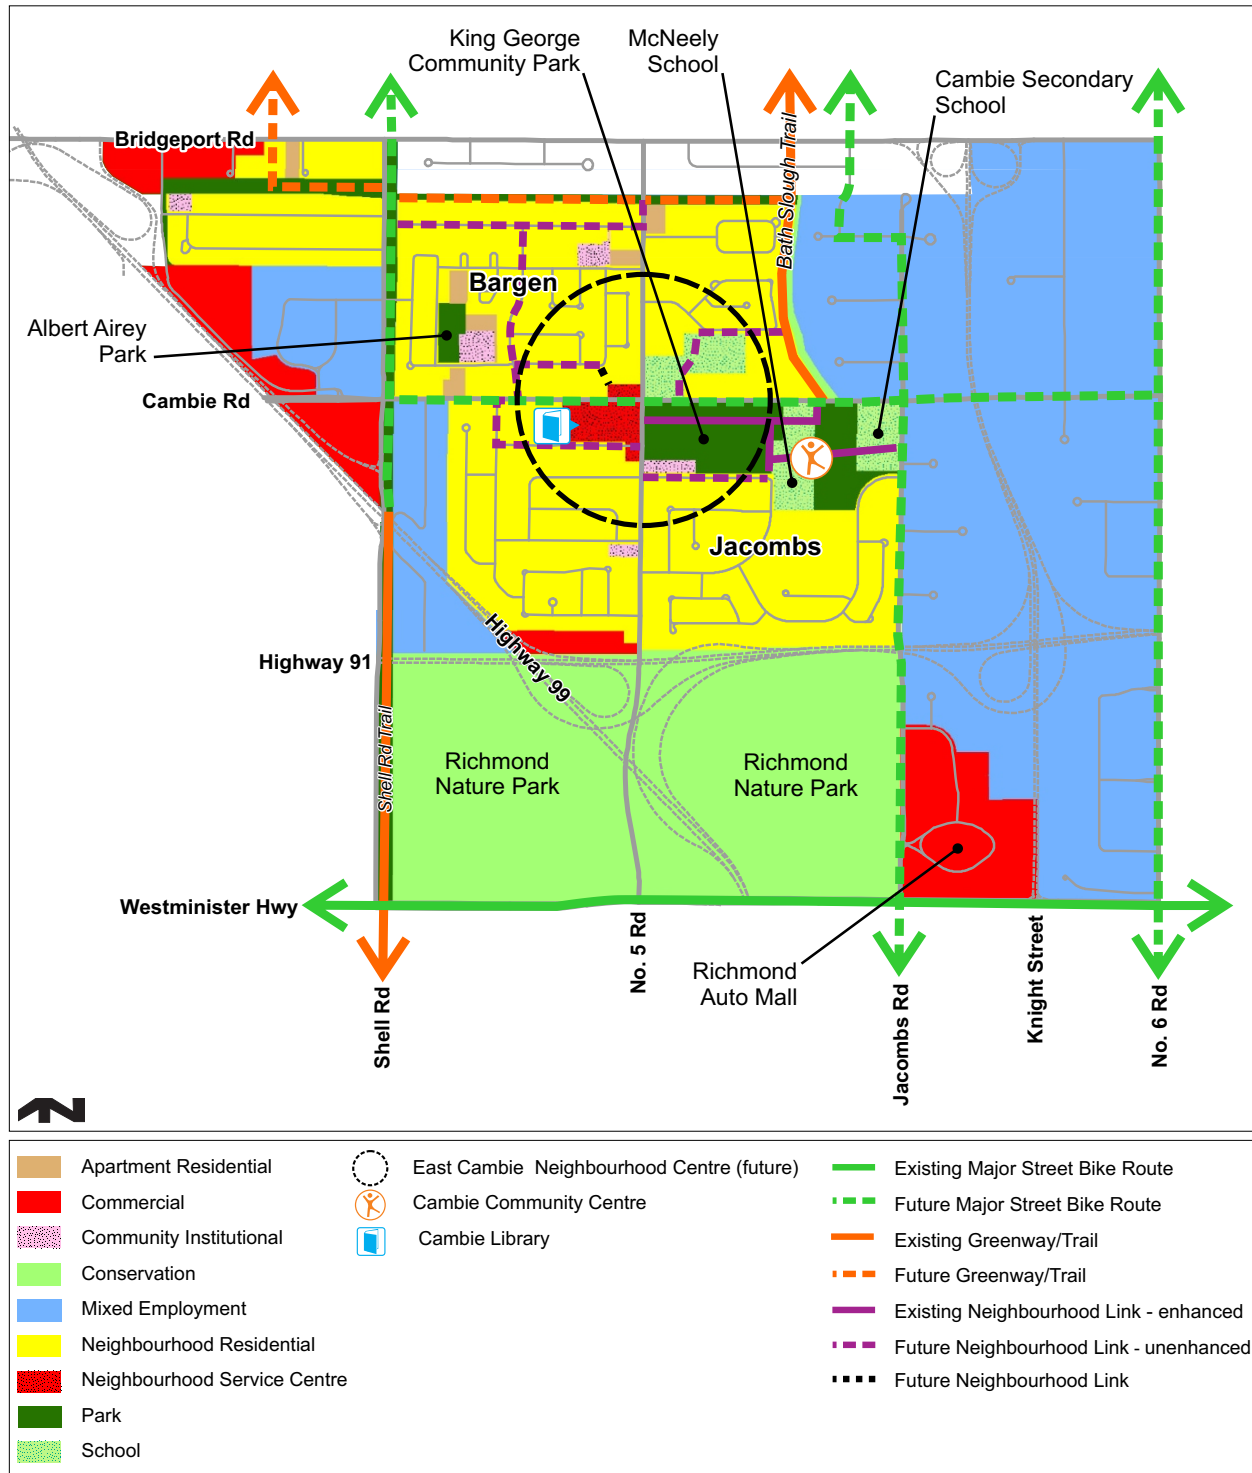 King George
Community Park
McNeely
School
Cambie Secondary
School
Bridgeport Rd
Bath Slough Trail
Bargen
Albert Airey
Park
Cambie Rd
Jacombs
Highway 91
Highway 99
Shell Rd Trail
Richmond
Nature Park
Richmond
Nature Park
Westminister Hwy
Richmond
Auto Mall
Shell Rd
No. 5 Rd
Jacombs Rd
Knight Street
No. 6 Rd
N
Apartment Residential
Commercial
Community Institutional
Conservation
Mixed Employment
Neighbourhood Residential
Neighbourhood Service Centre
Park
School
East Cambie Neighbourhood Centre (future)
Cambie Community Centre
Cambie Library
Existing Major Street Bike Route
Future Major Street Bike Route
Existing Greenway/Trail
Future Greenway/Trail
Existing Neighbourhood Link - enhanced
Future Neighbourhood Link - unenhanced
Future Neighbourhood Link